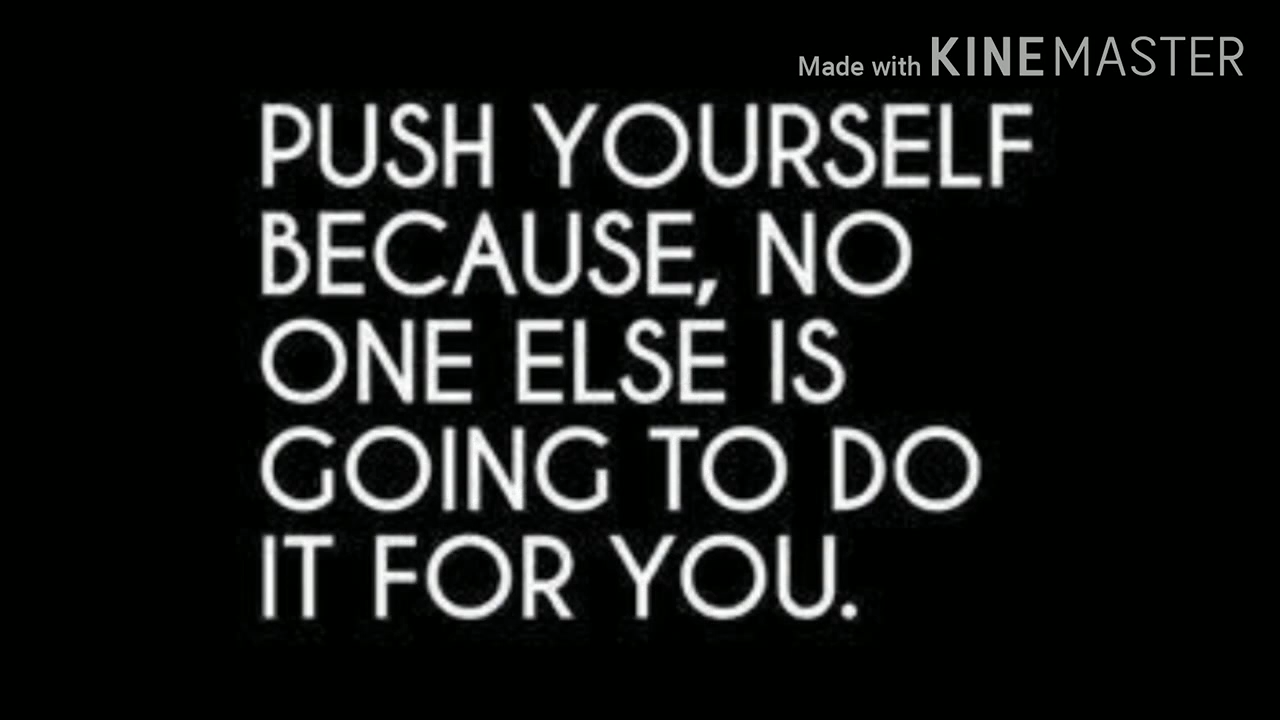 Made with KINEMASTER
PUSH YOURSELF
BECAUSE, NO
ONE ELSE IS
GOING TO DO
IT FOR YOU.